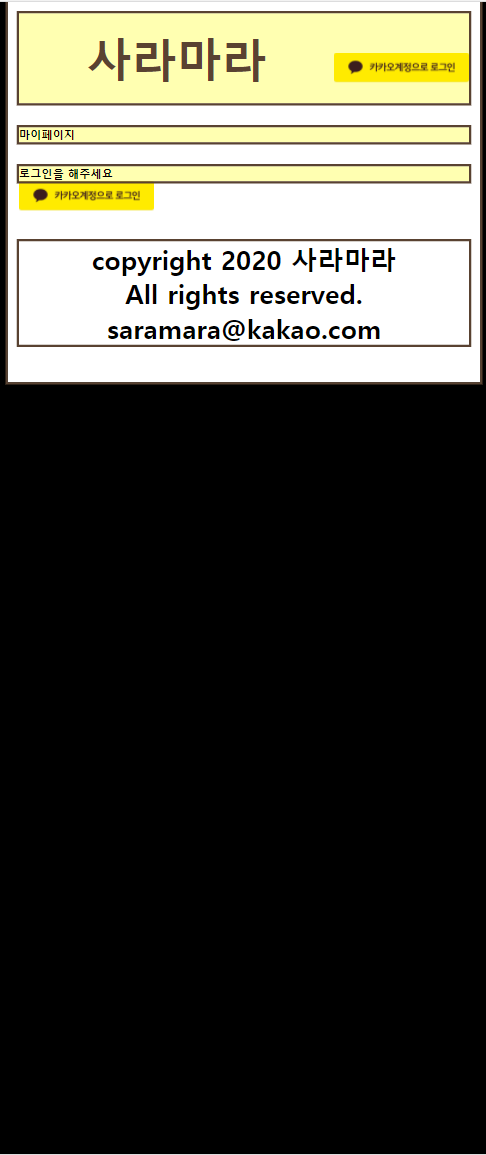 사라마라
카카오계정으로 로그인
마이페이지
로그인을 해주세요
카카오계정으로 로그인
copyright 2020 사라마라
All rights reserved.
saramara@kakao.com